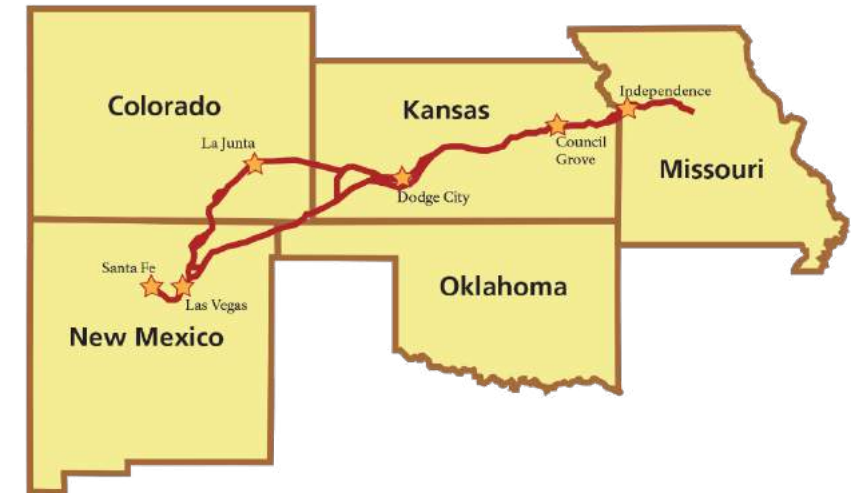 Independence
Colorado
Kansas
La Junta
Council
Grove
Missouri
Dodge City
Santa Fe
Oklahoma
Las Vegas
New Mexico